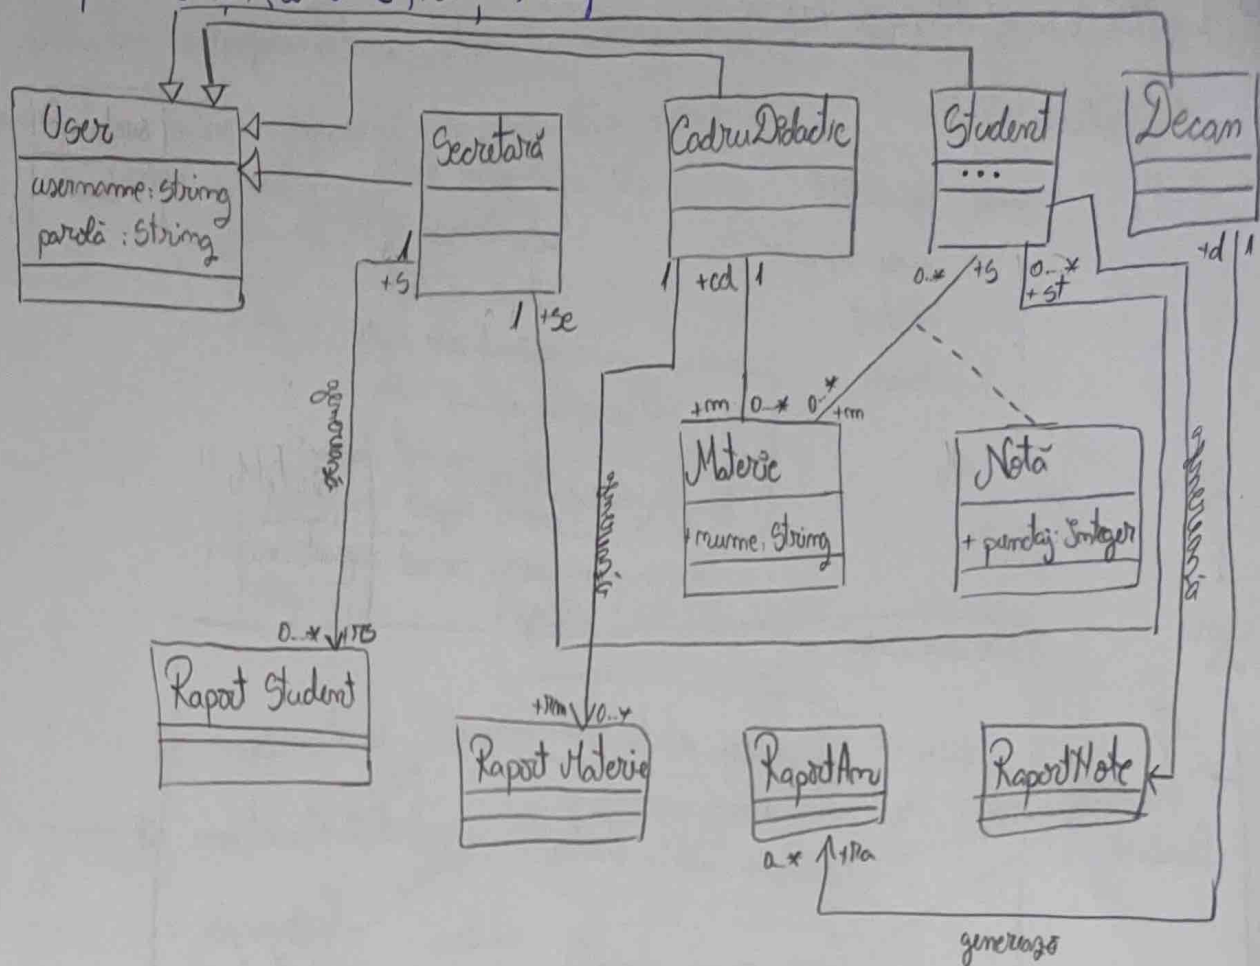 User
username: String
parolă : String
Secretară
CadruDidactic
Student
...
Decan
1
+s
1
+se
1
+cd
1
0..*
+s
0...*
+ st
+d
1
generează
+m
0...*
0..*
+m
Materie
+nume: String
Notă
+ punctaj: Integer
generează
generează
0...*
+rs
Raport Student
+Rm
0..*
Raport Materie
RaportAn
RaportNote
*
+Ra
generează